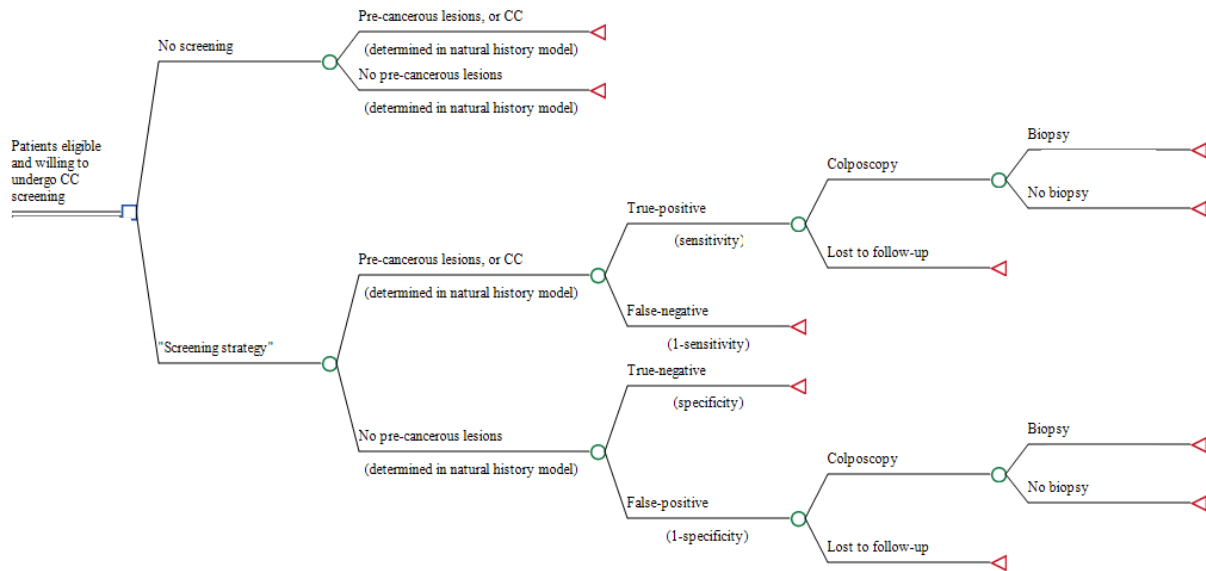 Pre-cancerous lesions, or CC
(determined in natural history model)
No screening
No pre-cancerous lesions
(determined in natural history model)
Patients eligible
and willing to
undergo CC
screening
Biopsy
Colposcopy
No biopsy
True-positive
(sensitivity)
Lost to follow-up
Pre-cancerous lesions, or CC
(determined in natural history model)
False-negative
(1-sensitivity)
"Screening strategy"
True-negative
(specificity)
No pre-cancerous lesions
(determined in natural history model)
Biopsy
Colposcopy
No biopsy
False-positive
(1-specificity)
Lost to follow-up